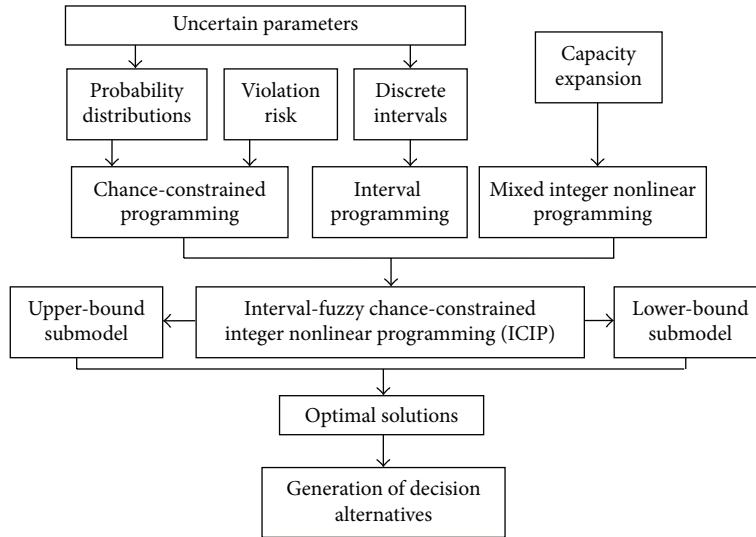 Uncertain parameters
Capacity
expansion
Probability
distributions
Violation
risk
Discrete
intervals
Chance-constrained
programming
Interval
programming
Mixed integer nonlinear
programming
Upper-bound
submodel
Interval-fuzzy chance-constrained
integer nonlinear programming (ICIP)
Lower-bound
submodel
Optimal solutions
Generation of decision
alternatives